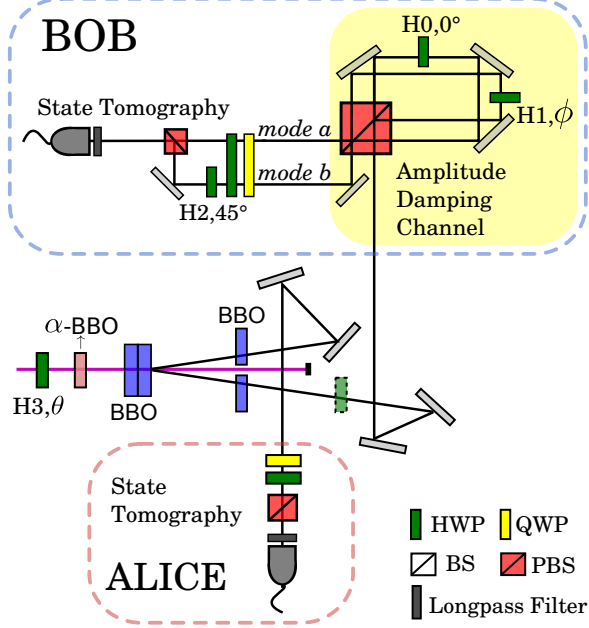 BOB
H0,0°
State Tomography
mode a
H1,ϕ
mode b
H2,45°
Amplitude
Damping
Channel
BBO
α-BBO
H3,θ
BBO
State
Tomography
ALICE
HWP
QWP
BS
PBS
Longpass Filter